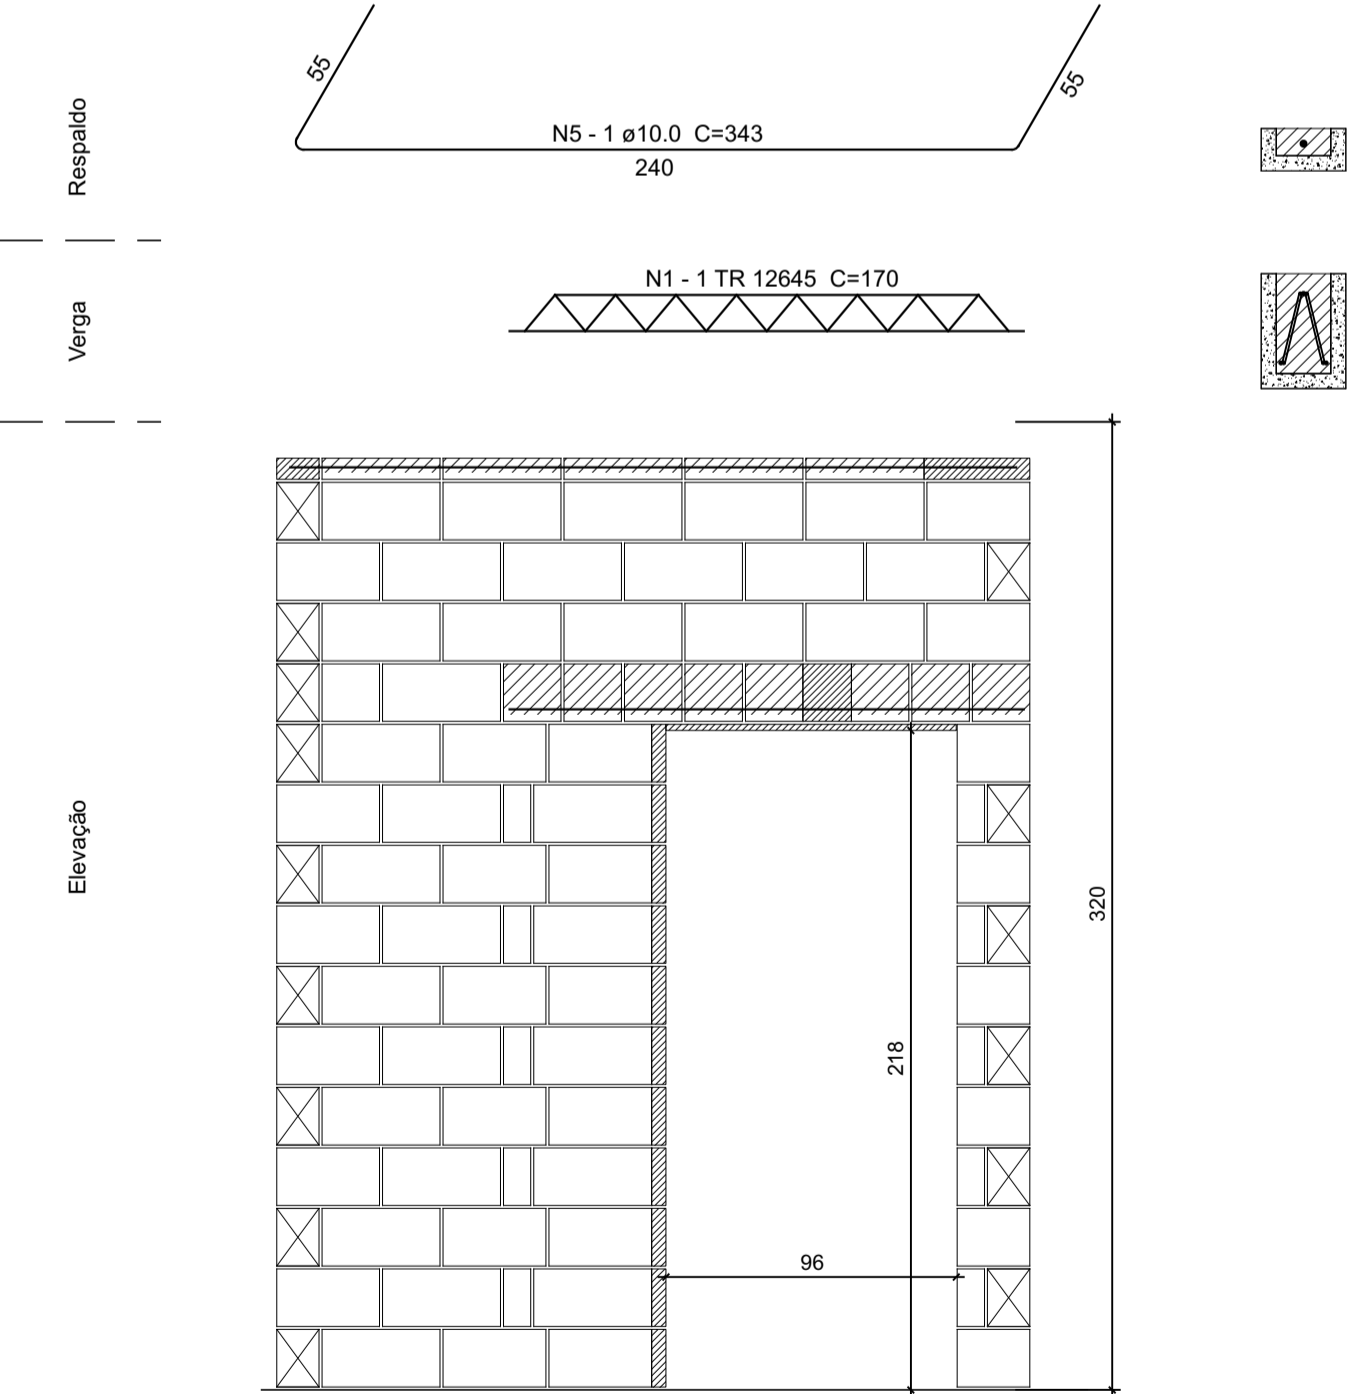 Respaldo
55
55
N5 - 1 ø10.0 C=343
240
Verga
N1 - 1 TR 12645 C=170
Elevação
320
218
96